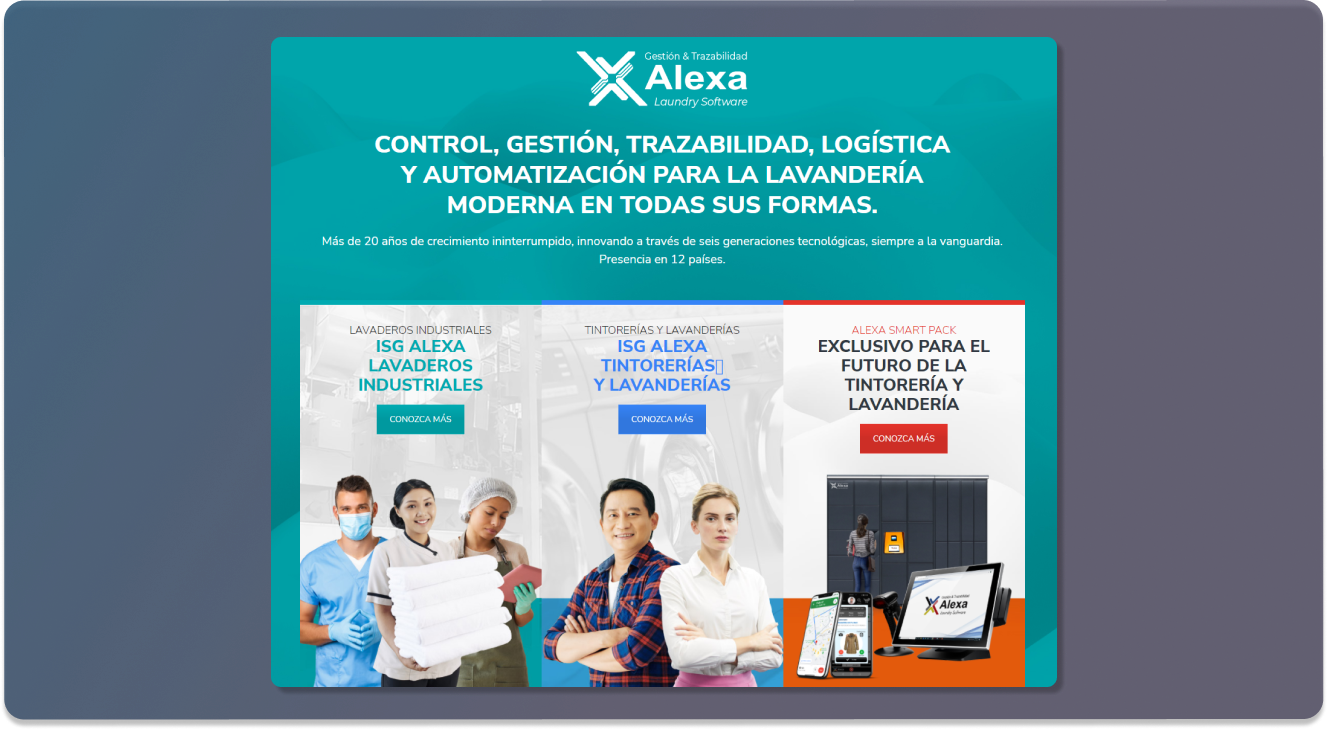 Gestión & Trazabilidad
Alexa
Laundry Software
CONTROL, GESTIÓN, TRAZABILIDAD, LOGÍSTICA
Y AUTOMATIZACIÓN PARA LA LAVANDERÍA
MODERNA EN TODAS SUS FORMAS.
Más de 20 años de crecimiento ininterrumpido, innovando a través de seis generaciones tecnológicas, siempre a la vanguardia.
Presencia en 12 países.
LAVADEROS INDUSTRIALES
ISG ALEXA
LAVADEROS
INDUSTRIALES
CONOZCA MÁS
TINTORERÍAS Y LAVANDERÍAS
ISG ALEXA
TINTORERÍAS
Y LAVANDERÍAS
CONOZCA MÁS
ALEXA SMART PACK
EXCLUSIVO PARA EL
FUTURO DE LA
TINTORERÍA Y
LAVANDERÍA
CONOZCA MÁS
Alexa
Gestión & Trazabilidad
Alexa
Laundry Software